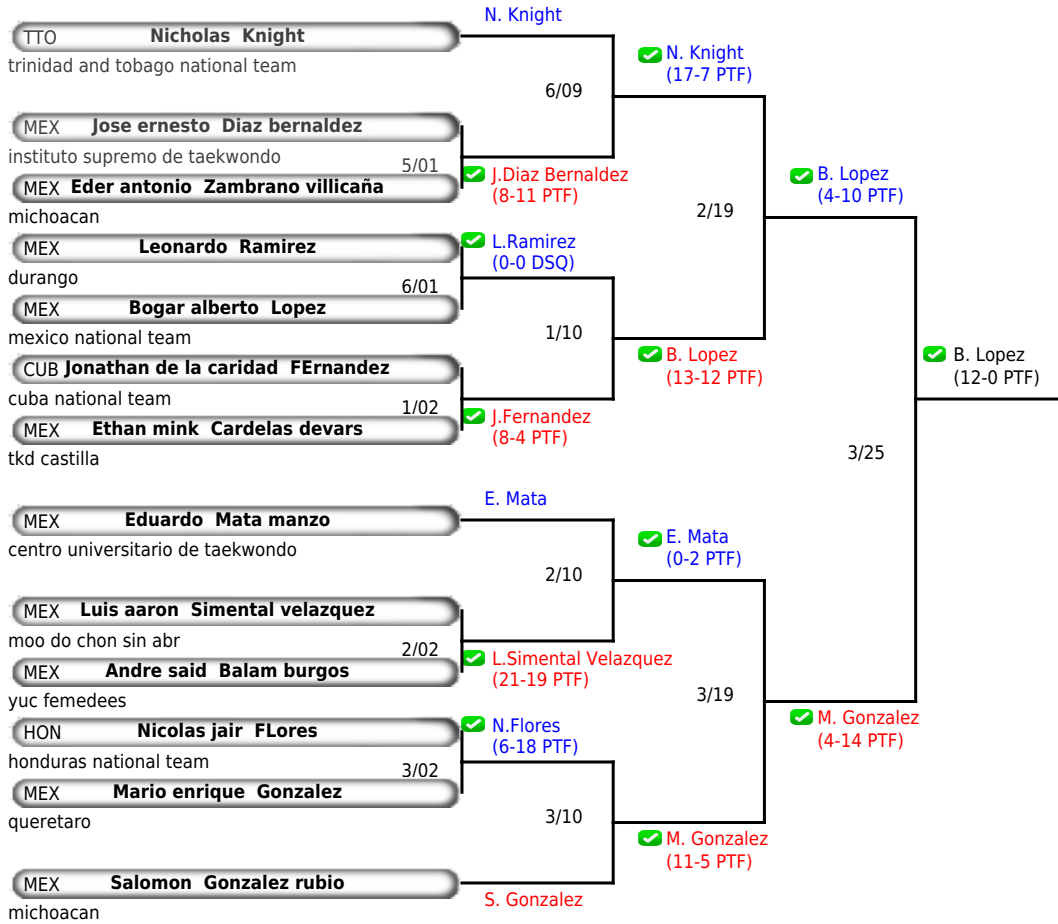 N. Knight
TTO Nicholas Knight
trinidad and tobago national team
N. Knight
(17-7 PTF)
6/09
MEX Jose ernesto Diaz bernaldez
instituto supremo de taekwondo
5/01
J.Diaz Bernaldez
(8-11 PTF)
MEX Eder antonio Zambrano villicaña
michoacan
B. Lopez
(4-10 PTF)
2/19
MEX Leonardo Ramirez
durango
L.Ramirez
(0-0 DSQ)
6/01
MEX Bogar alberto Lopez
mexico national team
1/10
B. Lopez
(13-12 PTF)
B. Lopez
(12-0 PTF)
CUB Jonathan de la caridad FErnandez
cuba national team
1/02
J.Fernandez
(8-4 PTF)
MEX Ethan mink Cardelas devars
tkd castilla
3/25
E. Mata
MEX Eduardo Mata manzo
centro universitario de taekwondo
E. Mata
(0-2 PTF)
2/10
MEX Luis aaron Simental velazquez
moo do chon sin abr
2/02
L.Simental Velazquez
(21-19 PTF)
MEX Andre said Balam burgos
yuc femedees
3/19
M. Gonzalez
(4-14 PTF)
HON Nicolas jair FLores
honduras national team
N.Flores
(6-18 PTF)
3/02
MEX Mario enrique Gonzalez
queretaro
3/10
M. Gonzalez
(11-5 PTF)
MEX Salomon Gonzalez rubio
michoacan
S. Gonzalez